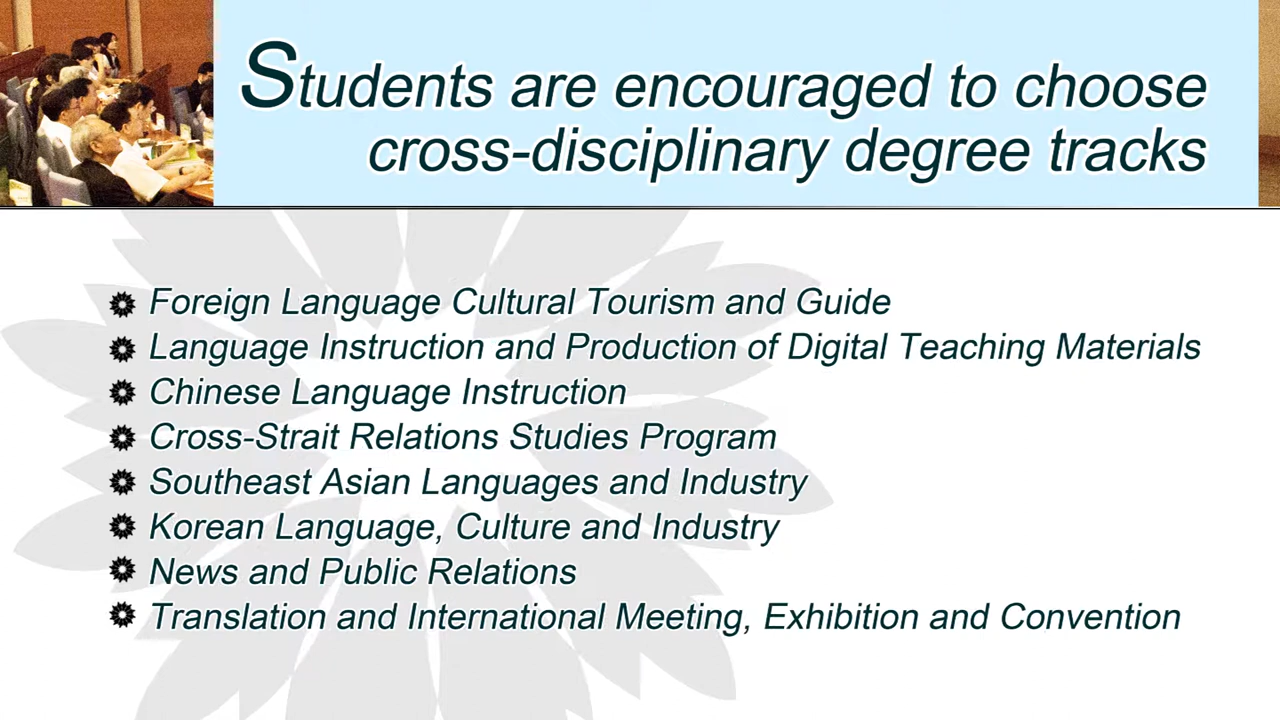 Students are encouraged to choose
cross-disciplinary degree tracks
Foreign Language Cultural Tourism and Guide
Language Instruction and Production of Digital Teaching Materials
Chinese Language Instruction
Cross-Strait Relations Studies Program
Southeast Asian Languages and Industry
Korean Language, Culture and Industry
News and Public Relations
Translation and International Meeting, Exhibition and Convention